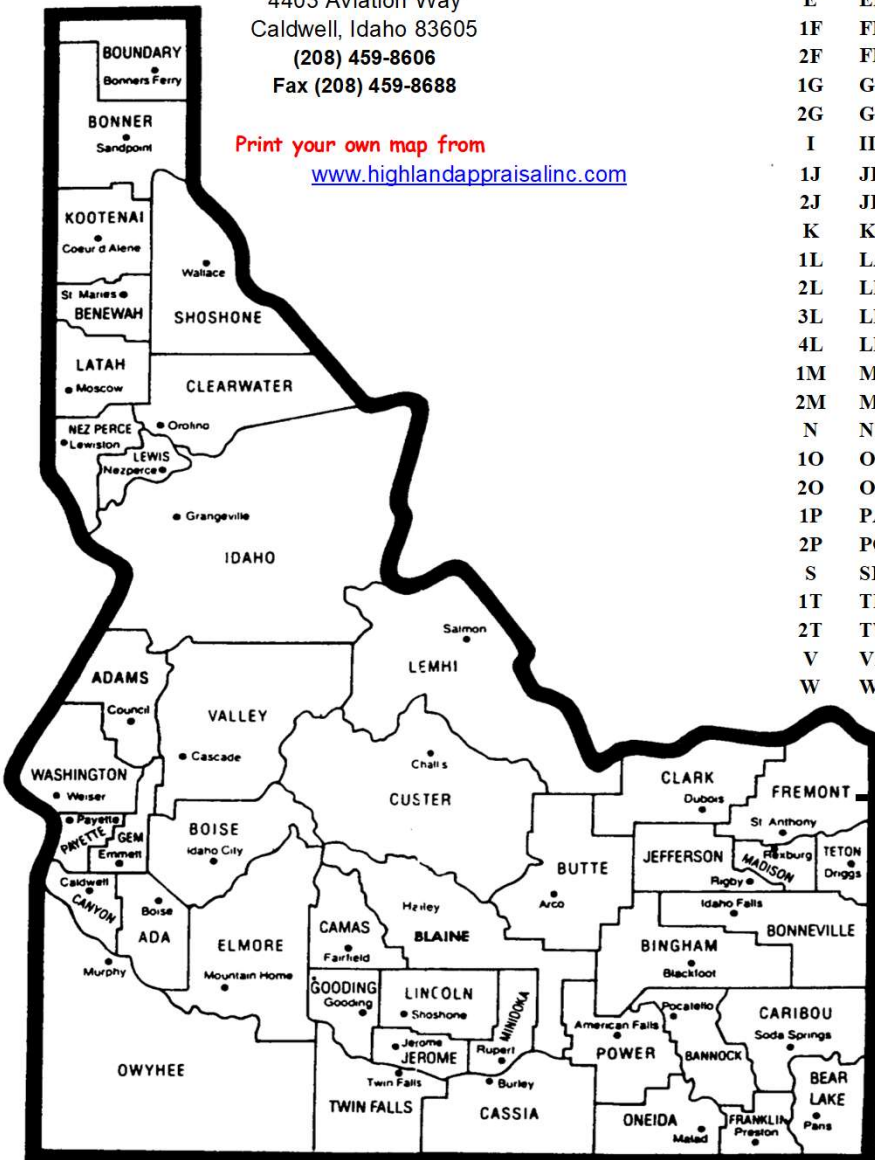 4403 Aviation Way
Caldwell, Idaho 83605
(208) 459-8606
Fax (208) 459-8688
Print your own map from
www.highlandappraisalinc.com
E
1F
2F
1G
2G
I
1J
2J
K
1L
2L
3L
4L
1M
2M
N
1O
2O
1P
2P
S
1T
2T
V
W
BOUNDARY
Bonners Ferry
BONNER
Sandpoint
KOOTENAI
Coeur d Alene
Wallace
St Maries
BENEWAH
SHOSHONE
LATAH
Moscow
CLEARWATER
NEZ PERCE
Lewiston
Orofino
LEWIS
Nezperce
Grangeville
IDAHO
Salmon
LEMHI
ADAMS
Council
VALLEY
Cascade
WASHINGTON
Weiser
Challis
CUSTER
CLARK
Dubois
FREMONT
St Anthony
Payette
PAYETTE
GEM
Emmett
BOISE
Idaho City
BUTTE
Arco
JEFFERSON
Rigby
MADISON
Rexburg
TETON
Driggs
Caldwell
CANYON
Boise
ADA
Murphy
ELMORE
Mountain Home
CAMAS
Fairfield
Hailey
BLAINE
Idaho Falls
BONNEVILLE
BINGHAM
Blackfoot
GOODING
Gooding
LINCOLN
Shoshone
MINIDOKA
Rupert
Jerome
JEROME
American Falls
POWER
Pocatello
BANNOCK
CARIBOU
Soda Springs
OWYHEE
Twin Falls
TWIN FALLS
Burley
CASSIA
ONEIDA
Malad
FRANKLIN
Preston
BEAR
LAKE
Paris